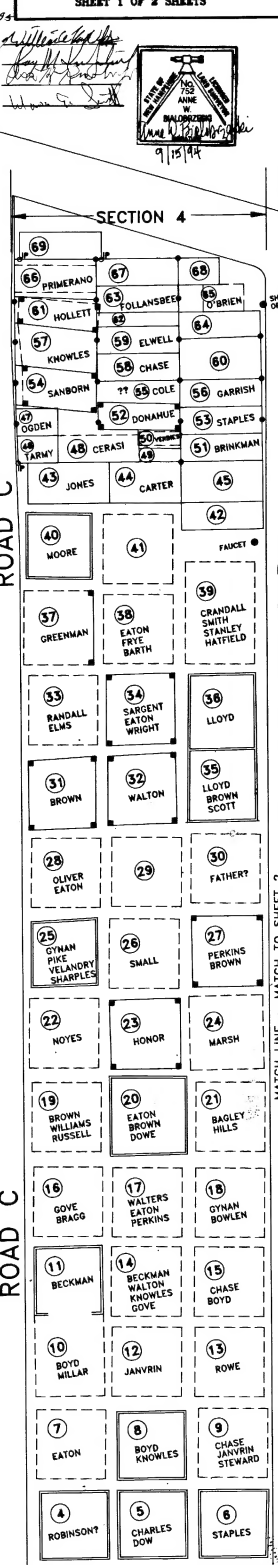 SHEET 1 OF 2 SHEETS
STATE OF NEW HAMPSHIRE
LICENSED LAND SURVEYOR
No.
752
ANNE
W.
BIALOBRZESKI
9/15/94
SECTION 4
69
66 PRIMERANO
67
68
61 HOLLETT
63 FOLLANSBEE
65 O'BRIEN
62
64
57 KNOWLES
59 ELWELL
60
58 CHASE
54 SANBORN
?? 55 COLE
56 GARRISH
47 OGDEN
52 DONAHUE
53 STAPLES
46 TARMY
48 CERASI
50
49
51 BRINKMAN
43 JONES
44 CARTER
45
42
ROAD C
40 MOORE
41
FAUCET
37 GREENMAN
38
EATON
FRYE
BARTH
39
CRANDALL
SMITH
STANLEY
HATFIELD
33
RANDALL
ELMS
34
SARGENT
EATON
WRIGHT
36
LLOYD
31
BROWN
32
WALTON
35
LLOYD
BROWN
SCOTT
28
OLIVER
EATON
29
30
FATHER?
25
GYNAN
PIKE
VELANDRY
SHARPLES
26
SMALL
27
PERKINS
BROWN
MATCH LINE MATCH TO SHEET 2
22
NOYES
23
HONOR
24
MARSH
19
BROWN
WILLIAMS
RUSSELL
20
EATON
BROWN
DOWE
21
BAGLEY
HILLS
ROAD C
16
GOVE
BRAGG
17
WALTERS
EATON
PERKINS
18
GYNAN
BOWLEN
11
BECKMAN
14
BECKMAN
WALTON
KNOWLES
GOVE
15
CHASE
BOYD
10
BOYD
MILLAR
12
JANVRIN
13
ROWE
7
EATON
8
BOYD
KNOWLES
9
CHASE
JANVRIN
STEWARD
4
ROBINSON?
5
CHARLES
DOW
6
STAPLES